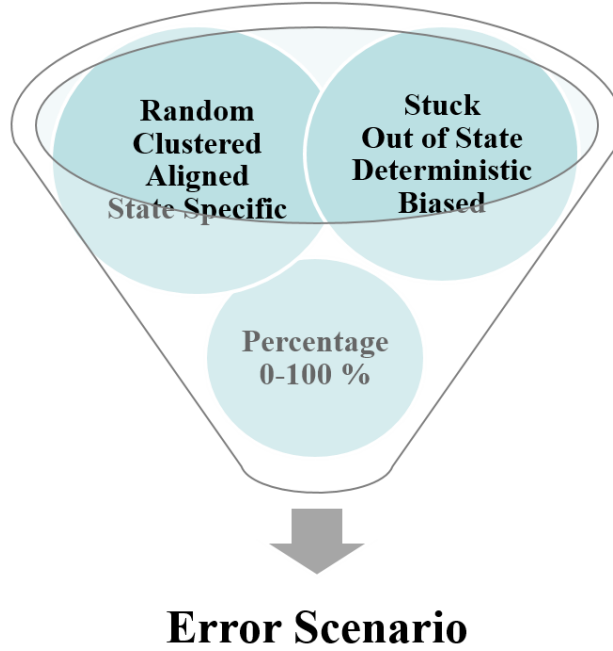 Random
Clustered
Aligned
State Specific
Stuck
Out of State
Deterministic
Biased
Percentage
0-100 %
Error Scenario